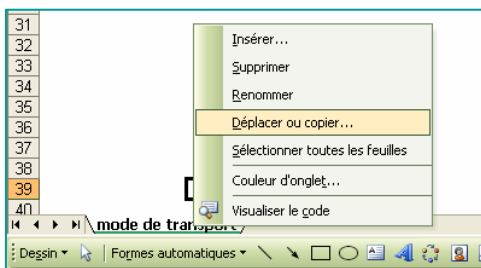 31
32
33
34
35
36
37
38
39
40
Insérer...
Supprimer
Renommer
Déplacer ou copier...
Sélectionner toutes les feuilles
Couleur d'onglet...
Visualiser le code
mode de transport
Dessin
Formes automatiques